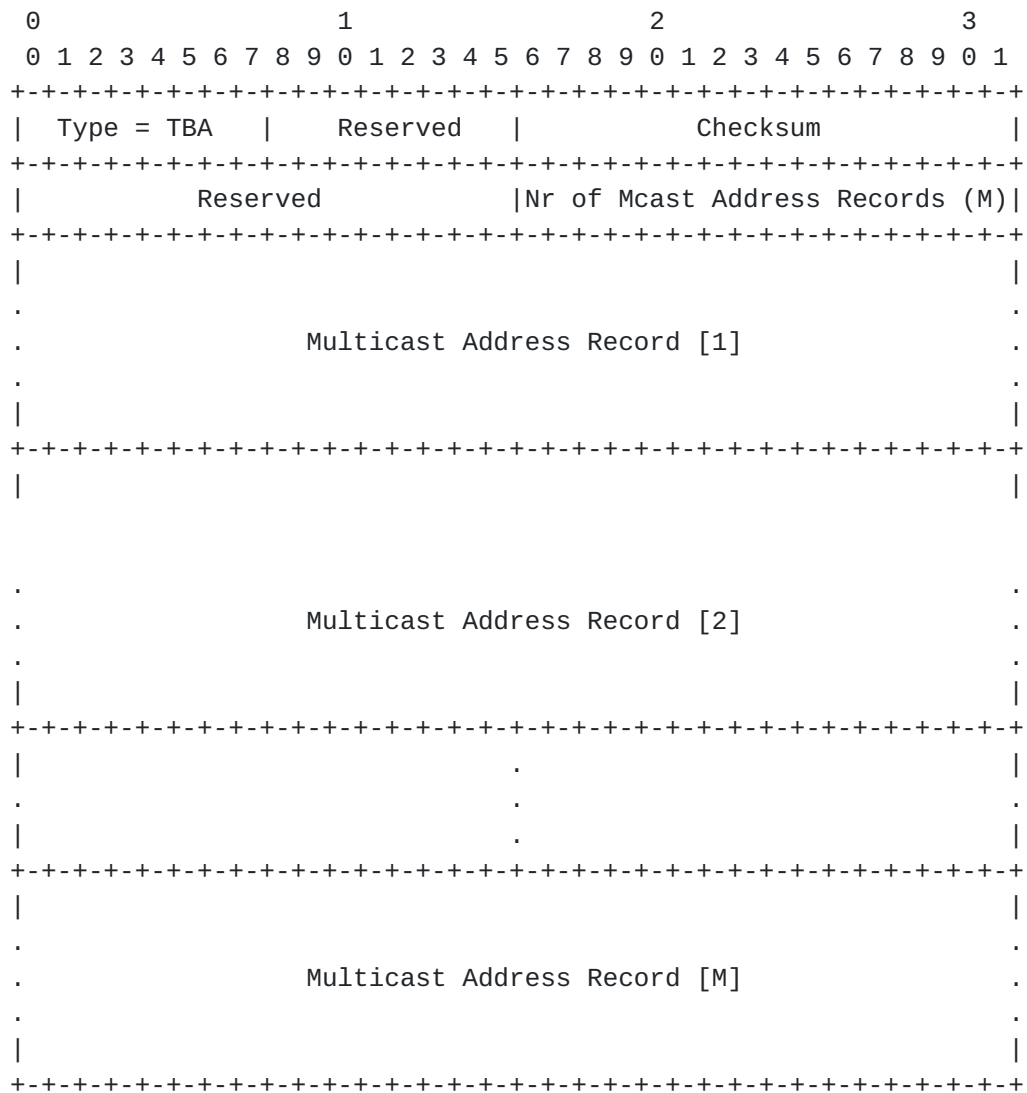 0                   1                   2                   3
 0 1 2 3 4 5 6 7 8 9 0 1 2 3 4 5 6 7 8 9 0 1 2 3 4 5 6 7 8 9 0 1
+-+-+-+-+-+-+-+-+-+-+-+-+-+-+-+-+-+-+-+-+-+-+-+-+-+-+-+-+-+-+-+-+
|  Type = TBA   |    Reserved   |           Checksum            |
+-+-+-+-+-+-+-+-+-+-+-+-+-+-+-+-+-+-+-+-+-+-+-+-+-+-+-+-+-+-+-+-+
|           Reserved            |Nr of Mcast Address Records (M)|
+-+-+-+-+-+-+-+-+-+-+-+-+-+-+-+-+-+-+-+-+-+-+-+-+-+-+-+-+-+-+-+-+
|                                                               |
.                                                               .
.                  Multicast Address Record [1]                 .
.                                                               .
|                                                               |
+-+-+-+-+-+-+-+-+-+-+-+-+-+-+-+-+-+-+-+-+-+-+-+-+-+-+-+-+-+-+-+-+
|                                                               |
.                                                               .
.                  Multicast Address Record [2]                 .
.                                                               .
|                                                               |
+-+-+-+-+-+-+-+-+-+-+-+-+-+-+-+-+-+-+-+-+-+-+-+-+-+-+-+-+-+-+-+-+
|                               .                               |
.                               .                               .
|                               .                               |
+-+-+-+-+-+-+-+-+-+-+-+-+-+-+-+-+-+-+-+-+-+-+-+-+-+-+-+-+-+-+-+-+
|                                                               |
.                                                               .
.                  Multicast Address Record [M]                 .
.                                                               .
|                                                               |
+-+-+-+-+-+-+-+-+-+-+-+-+-+-+-+-+-+-+-+-+-+-+-+-+-+-+-+-+-+-+-+-+